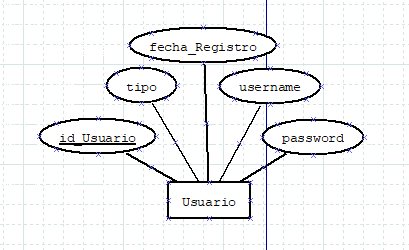 fecha_Registro
tipo
username
id_Usuario
password
Usuario